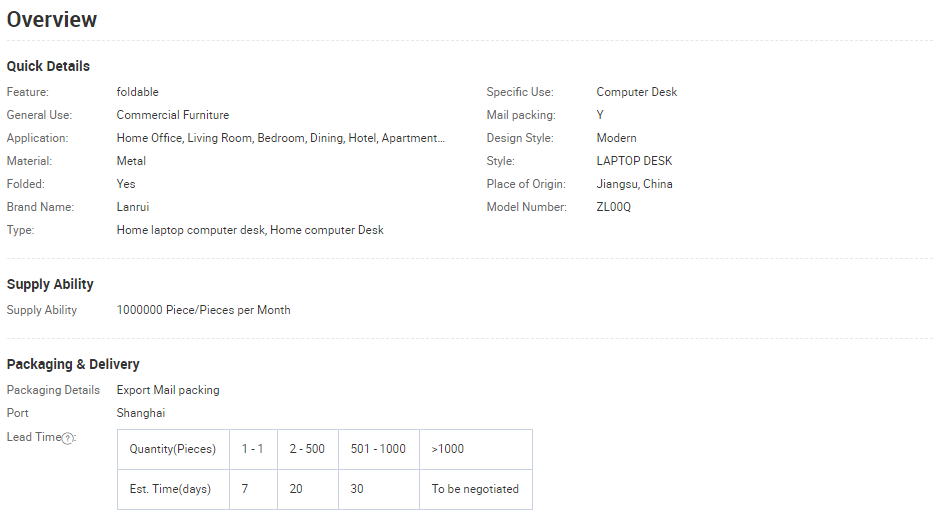 Overview
Quick Details
Feature: foldable Specific Use: Computer Desk
General Use: Commercial Furniture Mail packing: Y
Application: Home Office, Living Room, Bedroom, Dining, Hotel, Apartment... Design Style: Modern
Material: Metal Style: LAPTOP DESK
Folded: Yes Place of Origin: Jiangsu, China
Brand Name: Lanrui Model Number: ZL00Q
Type: Home laptop computer desk, Home computer Desk
Supply Ability
Supply Ability 1000000 Piece/Pieces per Month
Packaging & Delivery
Packaging Details Export Mail packing
Port Shanghai
Lead Time?:
Quantity(Pieces) 1 - 1 2 - 500 501 - 1000 >1000
Est. Time(days) 7 20 30 To be negotiated